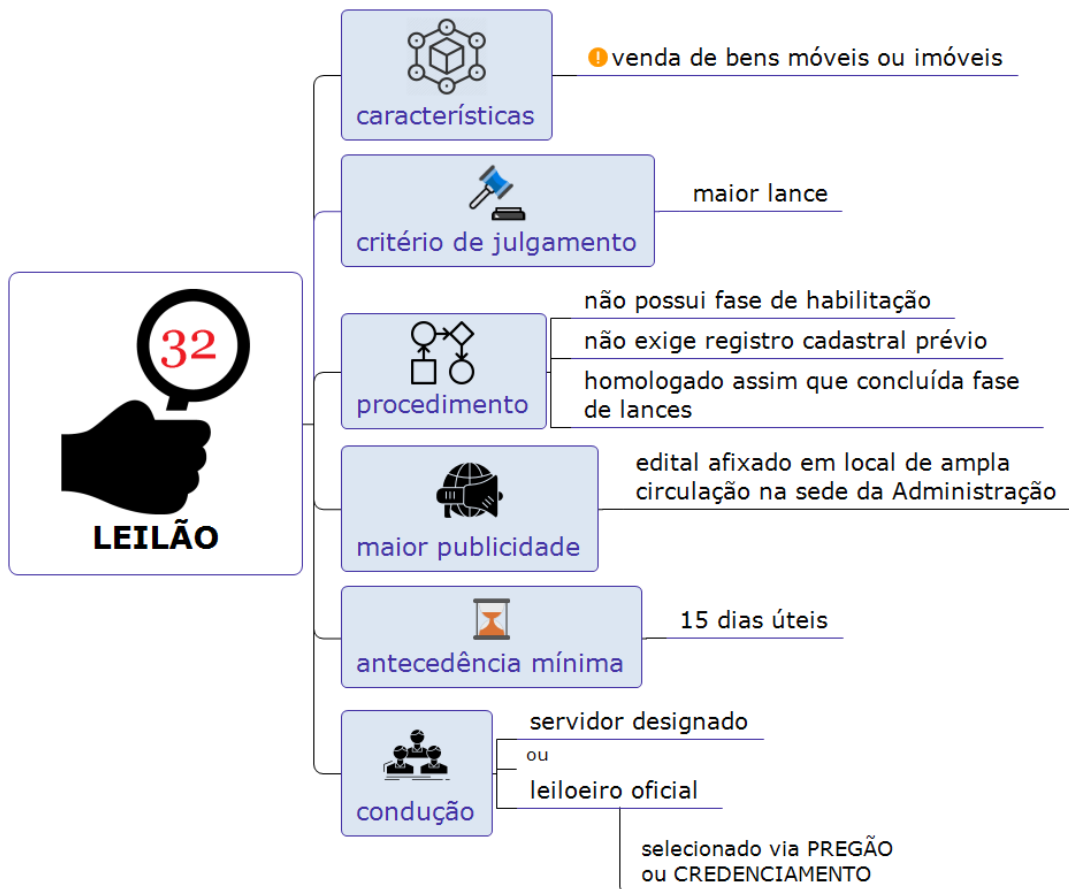 32
LEILÃO
características
venda de bens móveis ou imóveis
critério de julgamento
maior lance
procedimento
não possui fase de habilitação
não exige registro cadastral prévio
homologado assim que concluída fase
de lances
maior publicidade
edital afixado em local de ampla
circulação na sede da Administração
antecedência mínima
15 dias úteis
condução
servidor designado
ou
leiloeiro oficial
selecionado via PREGÃO
ou CREDENCIAMENTO